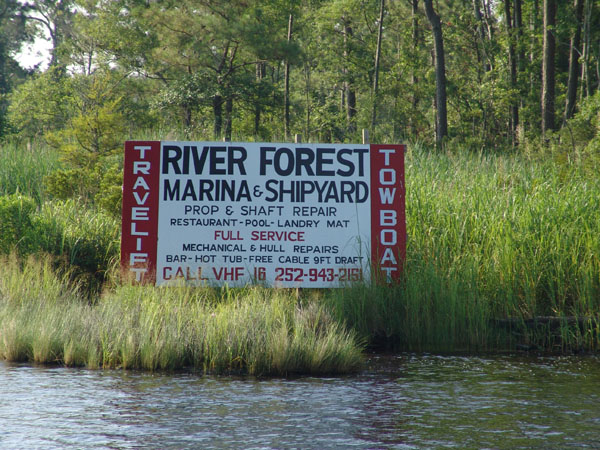 TRAVELIFT
RIVER FOREST
MARINA & SHIPYARD
PROP & SHAFT REPAIR
RESTAURANT-POOL-LANDRY MAT
FULL SERVICE
MECHANICAL & HULL REPAIRS
BAR-HOT TUB-FREE CABLE 9FT DRAFT
CALL VHF 16 252-943-2151
TOWBOAT